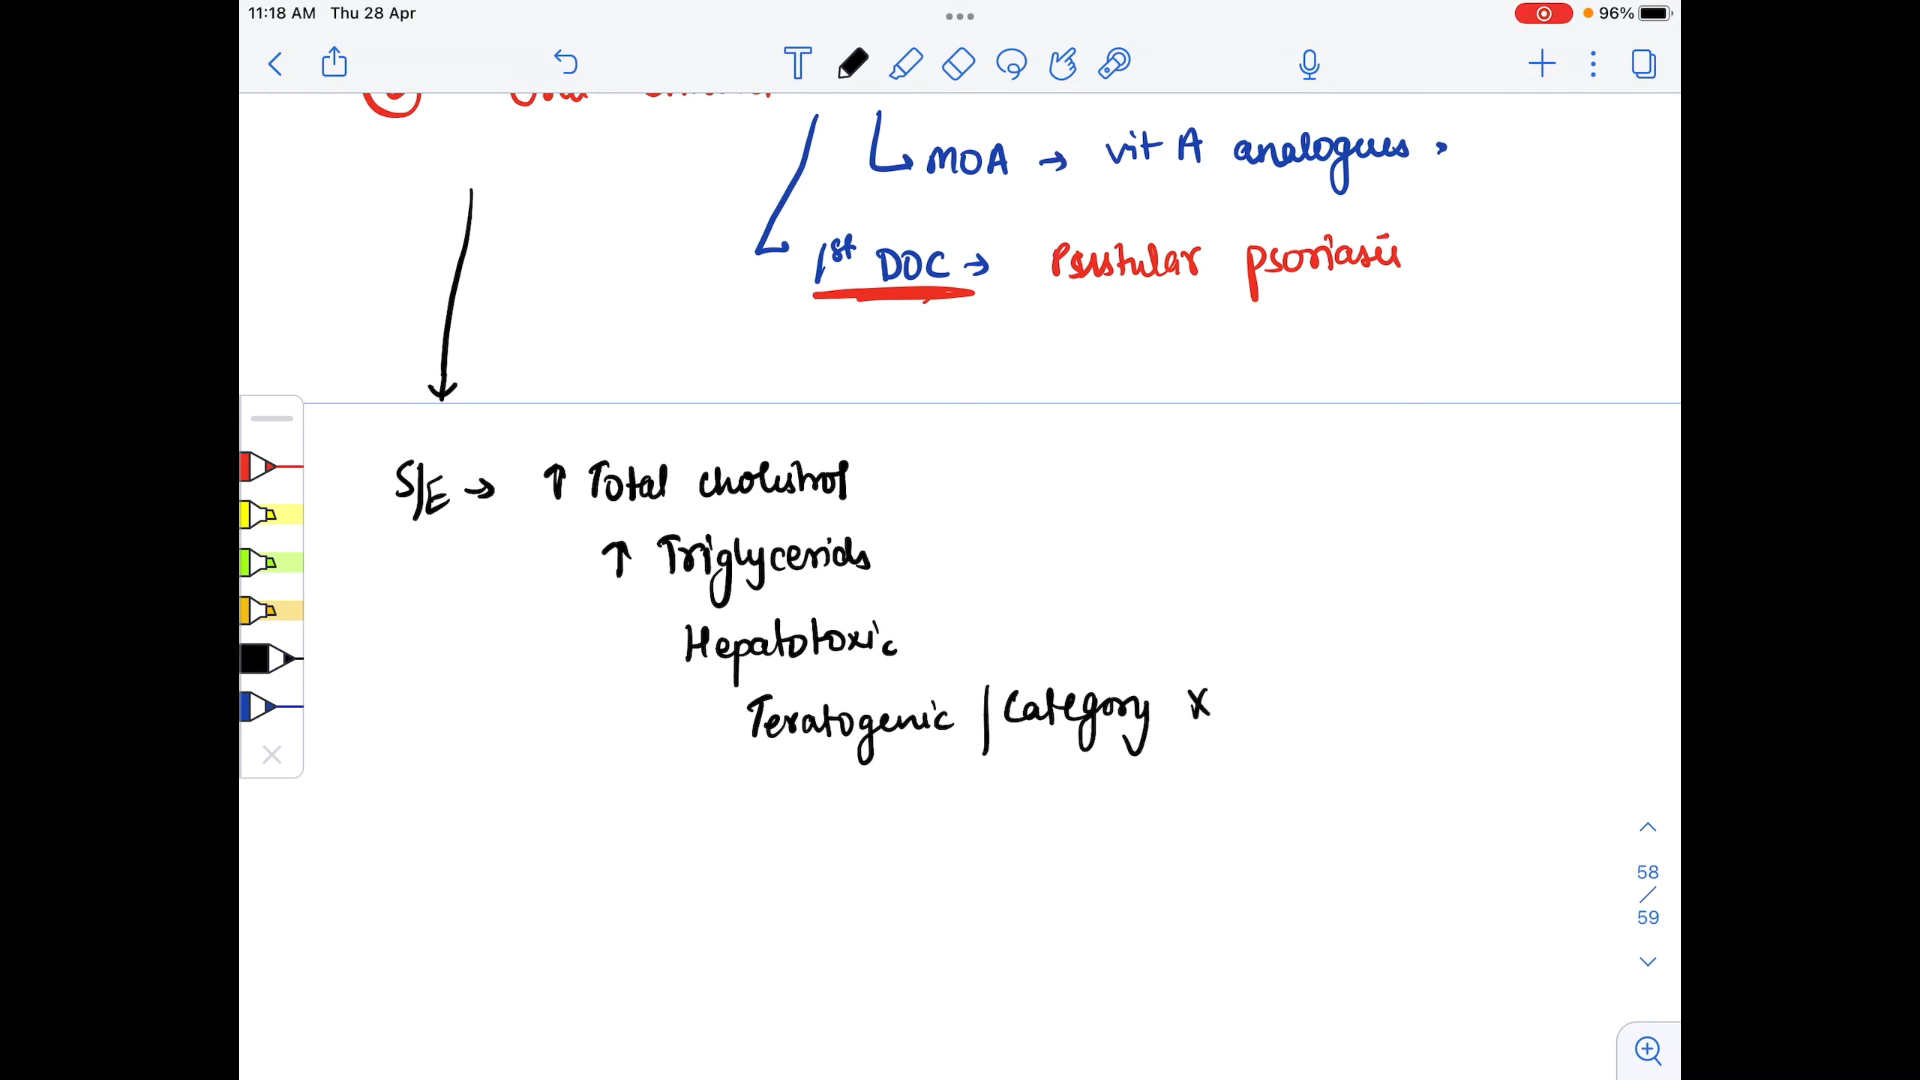 11:18 AM Thu 28 Apr
96%
MOA → vit A analogues
1st DOC → Pustular psoriasis
S/E → ↑ Total cholestrol
↑ Triglycerids
Hepatotoxic
Teratogenic | Category X
58
/
59